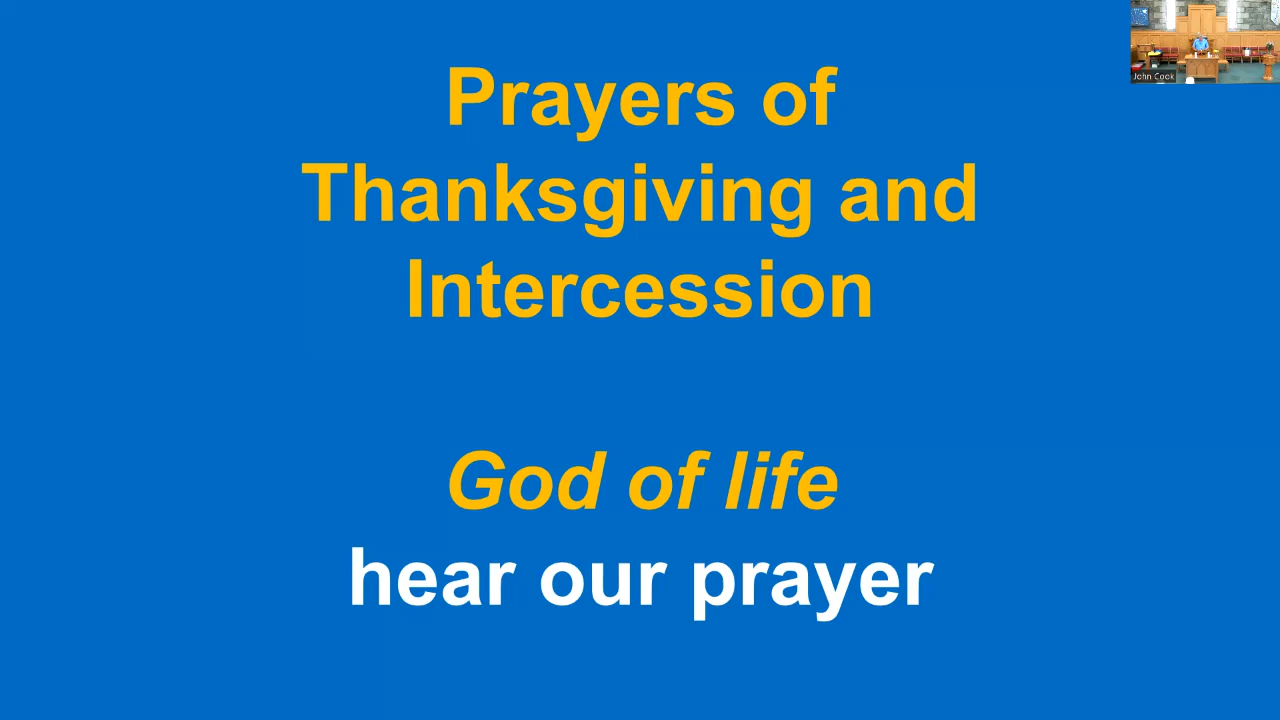 John Cook
Prayers of
Thanksgiving and
Intercession
God of life
hear our prayer